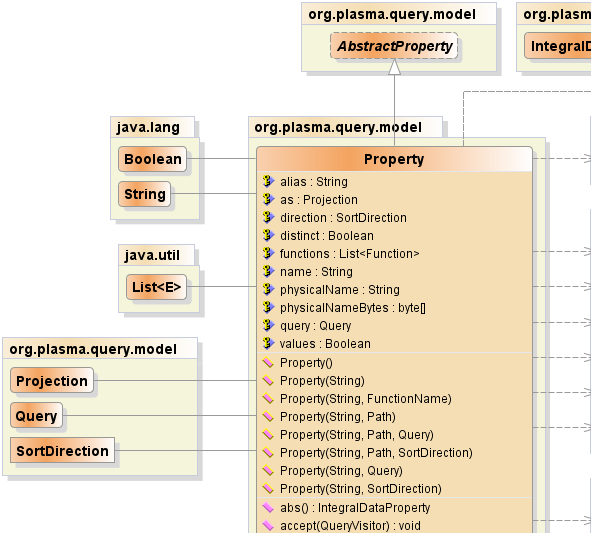 org.plasma.query.model
AbstractProperty
org.plasm
IntegralD
java.lang
Boolean
String
java.util
List<E>
org.plasma.query.model
Projection
Query
SortDirection
org.plasma.query.model
Property
alias : String
as : Projection
direction : SortDirection
distinct : Boolean
functions : List<Function>
name : String
physicalName : String
physicalNameBytes : byte[]
query : Query
values : Boolean
Property()
Property(String)
Property(String, FunctionName)
Property(String, Path)
Property(String, Path, Query)
Property(String, Path, SortDirection)
Property(String, Query)
Property(String, SortDirection)
abs() : IntegralDataProperty
accept(QueryVisitor) : void